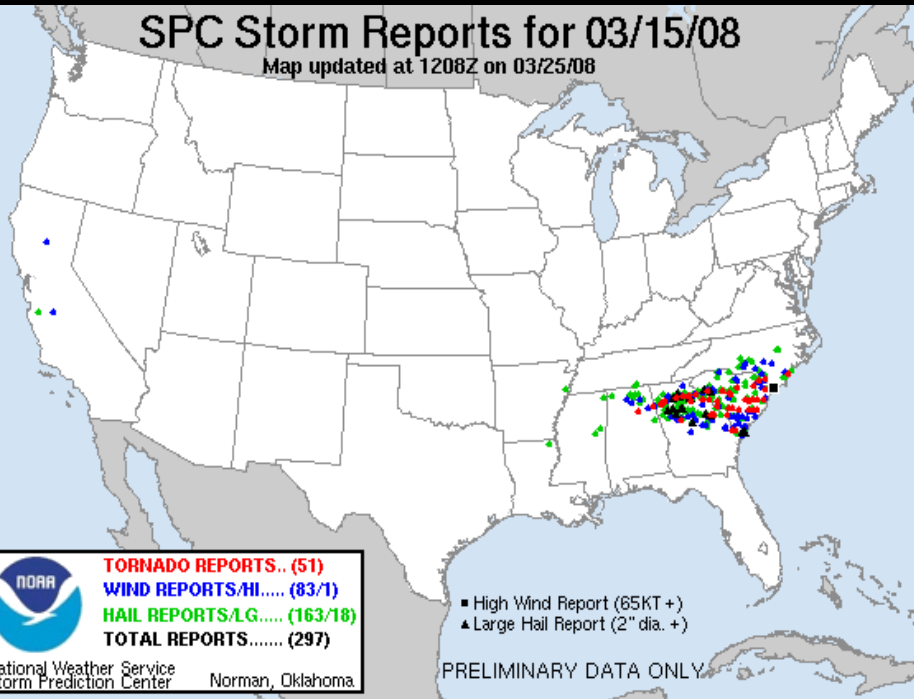 SPC Storm Reports for 03/15/08
Map updated at 1208Z on 03/25/08
NOAA
TORNADO REPORTS.. (51)
WIND REPORTS/HI..... (83/1)
HAIL REPORTS/LG.... (163/18)
TOTAL REPORTS....... (297)
ational Weather Service
torm Prediction Center Norman, Oklahoma
High Wind Report (65KT +)
Large Hail Report (2" dia. +)
PRELIMINARY DATA ONLY